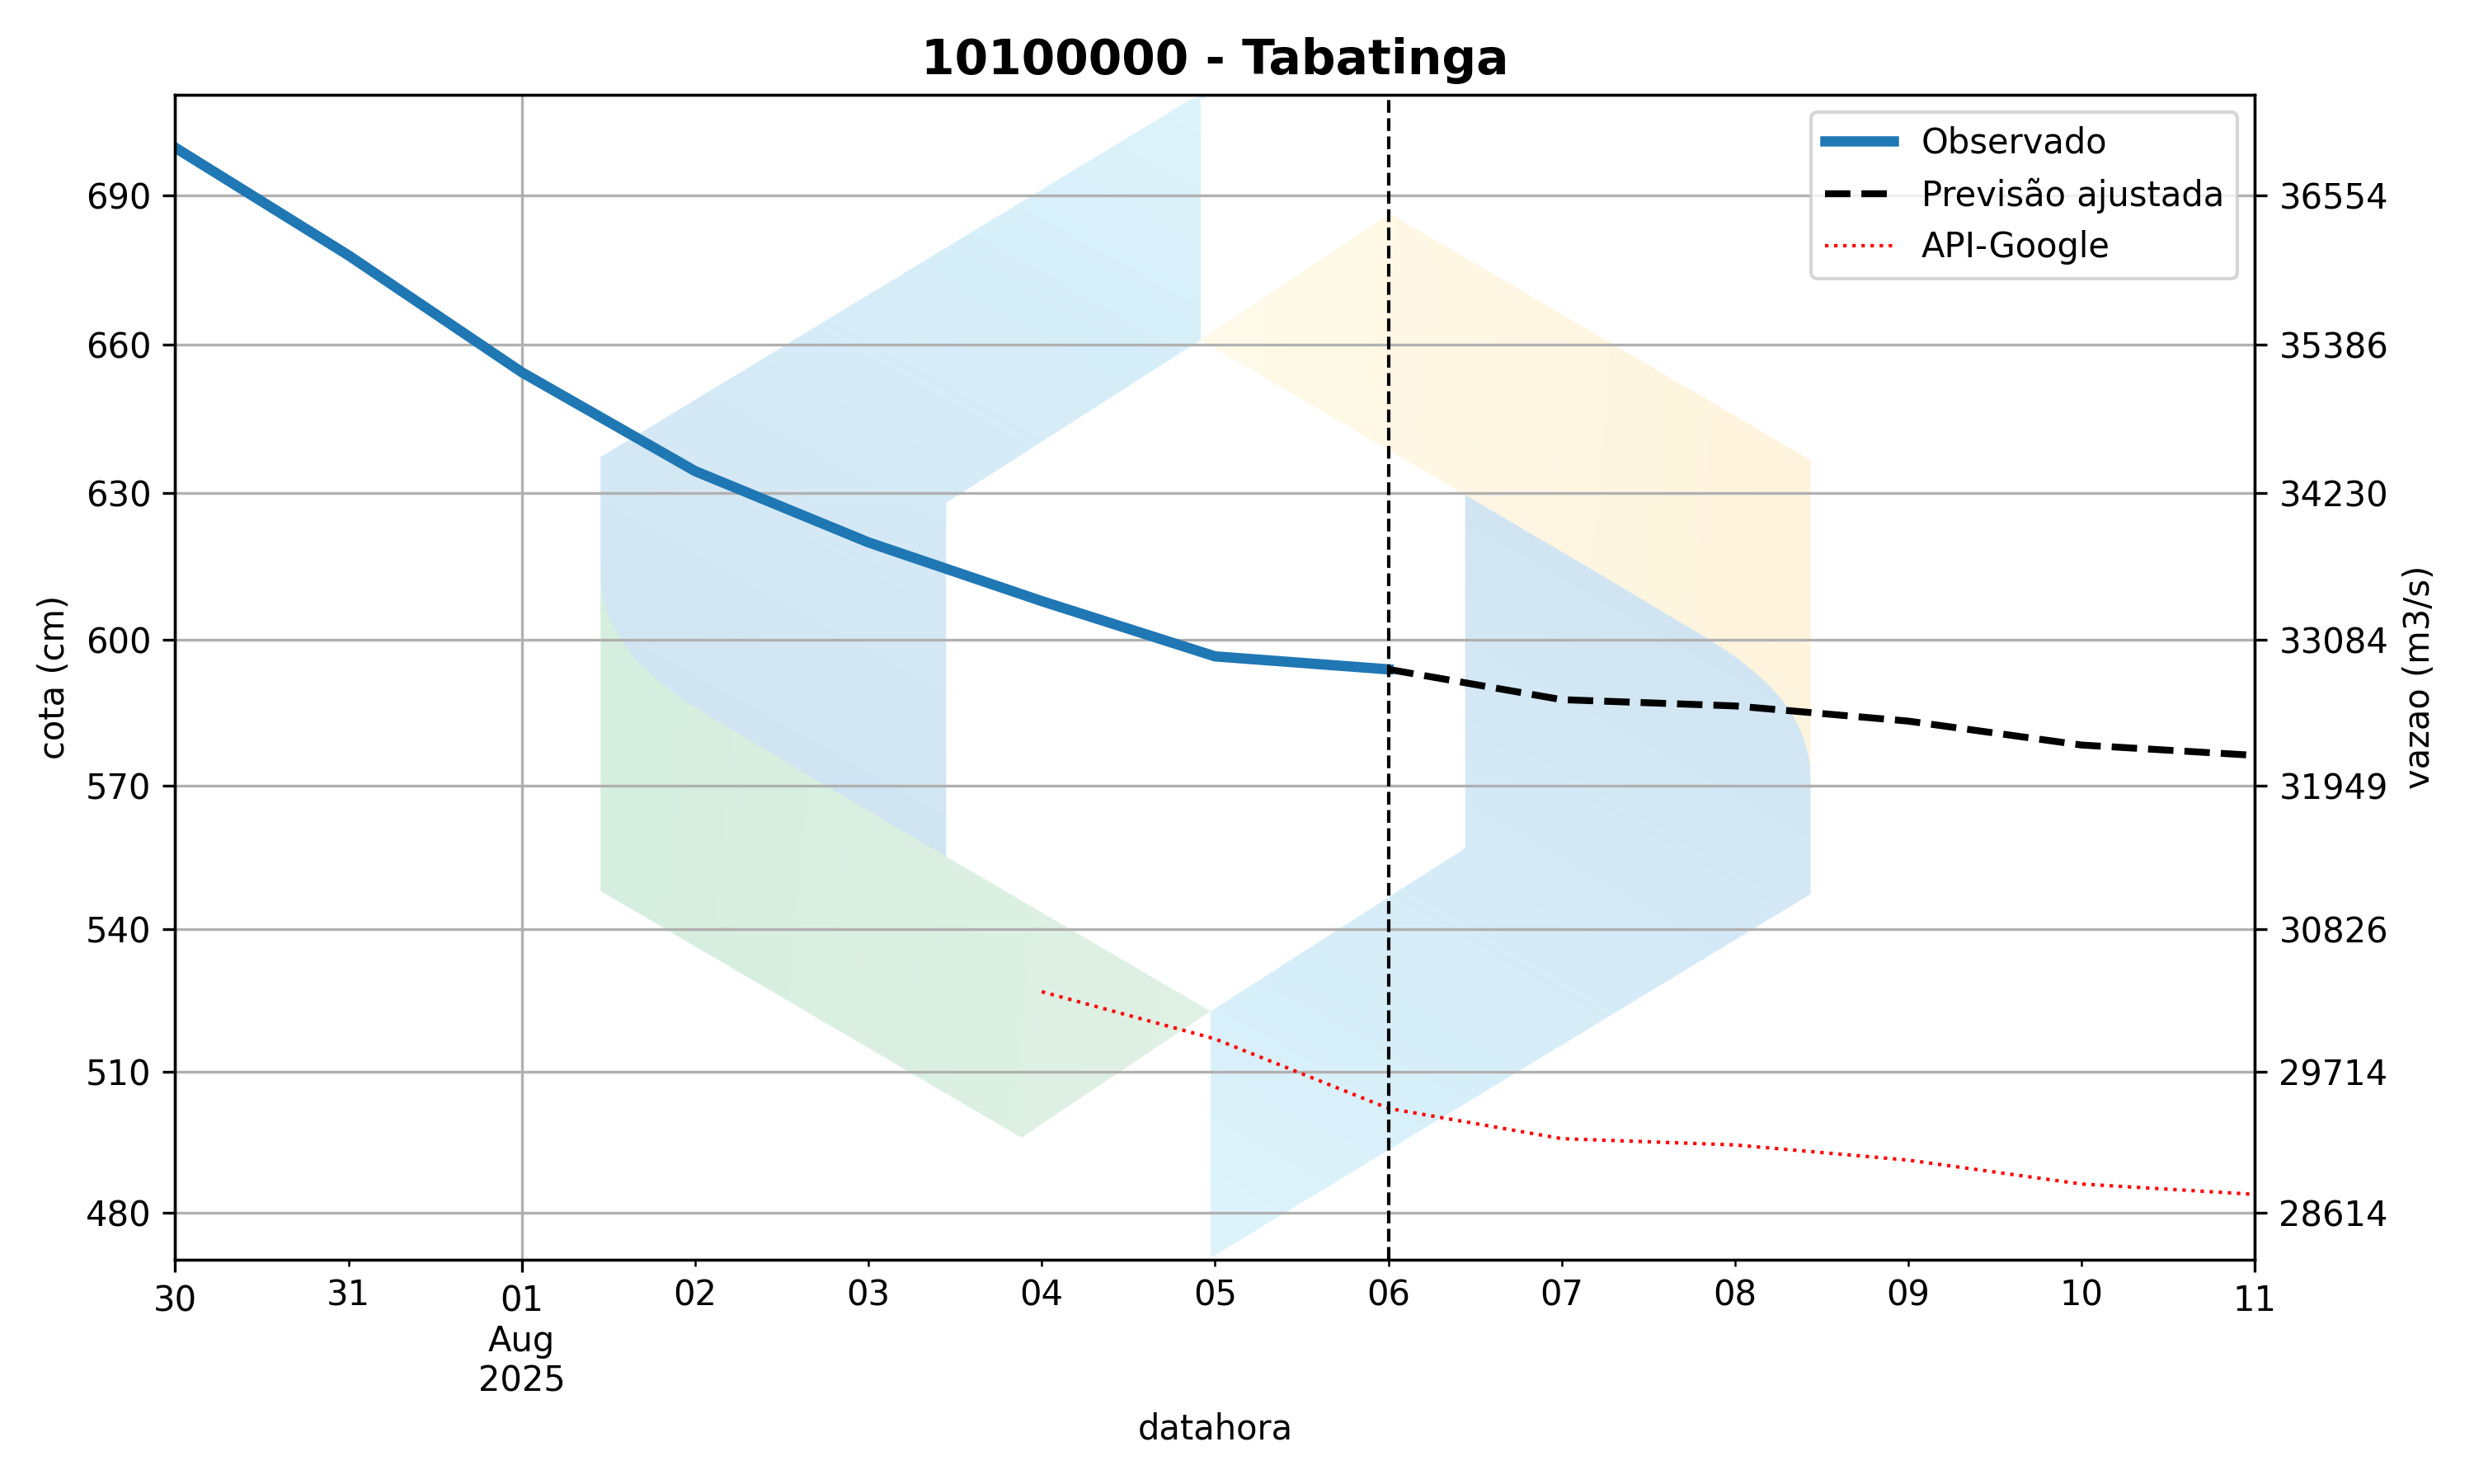 10100000 - Tabatinga
Observado
Previsão ajustada
API-Google
690
660
630
600
570
540
510
480
cota (cm)
36554
35386
34230
33084
31949
30826
29714
28614
vazao (m3/s)
30 31 01 02 03 04 05 06 07 08 09 10 11
Aug
2025
datahora